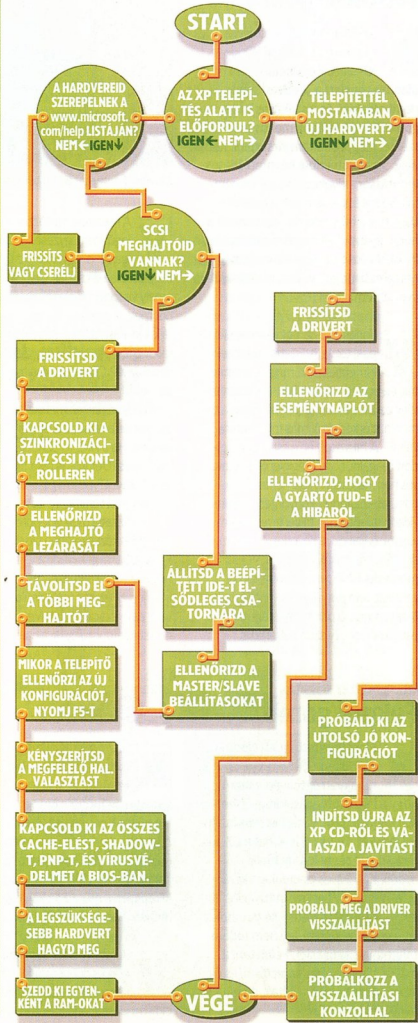 START
A HARDVEREID
SZEREPELNEK A
www.microsoft.
com/help LISTÁJÁN?
NEM←IGEN↓
AZ XP TELEPÍ-
TÉS ALATT IS
ELŐFORDUL?
IGEN←NEM→
TELEPÍTETTÉL
MOSTANÁBAN
ÚJ HARDVERT?
IGEN↓NEM→
FRISSÍTS
VAGY CSERÉLJ
SCSI
MEGHAJTÓID
VANNAK?
IGEN↓NEM→
FRISSÍTSD
A DRIVERT
KAPCSOLD KI A
SZINKRONIZÁCI-
ÓT AZ SCSI KONT-
ROLLEREN
ELLENŐRIZD
A MEGHAJTÓ
LEZÁRÁSÁT
TÁVOLÍTSD EL
A TÖBBI MEG-
HAJTÓT
MIKOR A TELEPÍTŐ
ELLENŐRZI AZ ÚJ
KONFIGURÁCIÓT,
NYOMJ F5-T
KÉNYSZERÍTSD
A MEGFELELŐ HAL
VÁLASZTÁST
KAPCSOLD KI AZ ÖSSZES
CACHE-ELÉST, SHADOW-
T, PNP-T, ÉS VÍRUSVÉ-
DELMET A BIOS-BAN.
A LEGSZÜKSÉGE-
SEBB HARDVERT
HAGYD MEG
SZEDD KI EGYEN-
KÉNT A RAM-OKAT
ÁLLÍTSD A BEÉPÍ-
TETT IDE-T EL-
SŐDLEGES CSA-
TORNÁRA
ELLENŐRIZD A
MASTER/SLAVE
BEÁLLÍTÁSOKAT
FRISSÍTSD
A DRIVERT
ELLENŐRIZD AZ
ESEMÉNYNAPLÓT
ELLENŐRIZD, HOGY
A GYÁRTÓ TUD-E
A HIBÁRÓL
PRÓBÁLD KI AZ
UTOLSÓ JÓ KON-
FIGURÁCIÓT
INDÍTSD ÚJRA AZ
XP CD-RŐL ÉS VÁ-
LASZD A JAVÍTÁST
PRÓBÁLD MEG A DRIVER
VISSZAÁLLÍTÁST
PRÓBÁLKOZZ A
VISSZAÁLLÍTÁSI
KONZOLLAL
VÉGE